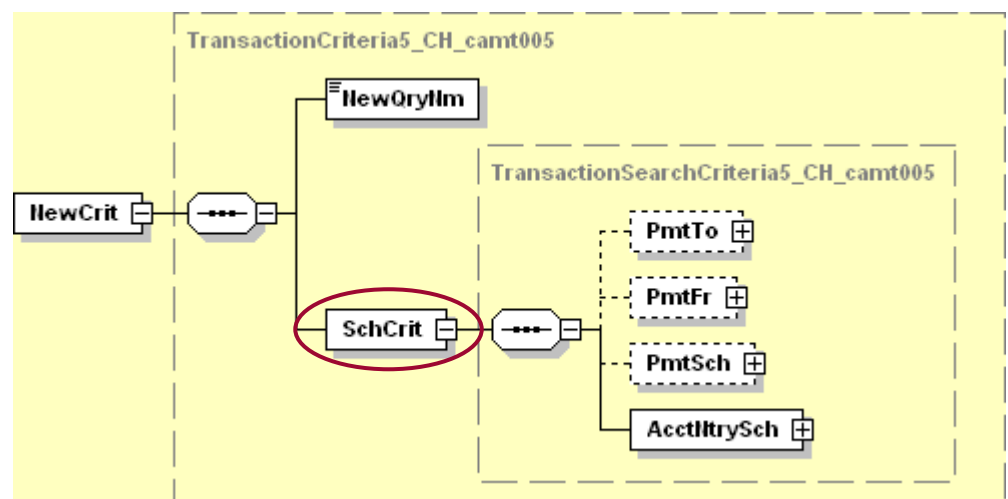 TransactionCriteria5_CH_camt005
NewQryNm
TransactionSearchCriteria5_CH_camt005
NewCrit
PmtTo
PmtFr
SchCrit
PmtSch
AcctNtrySch